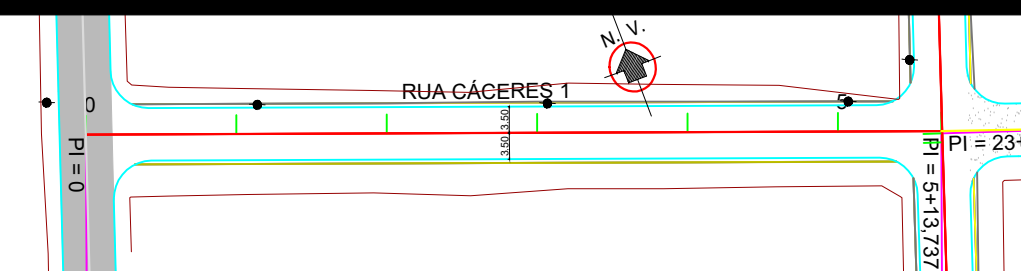 N. V.
RUA CÁCERES 1
0
5
3.50
3.50
PI = 0
PI = 5+13,737
PI = 23+